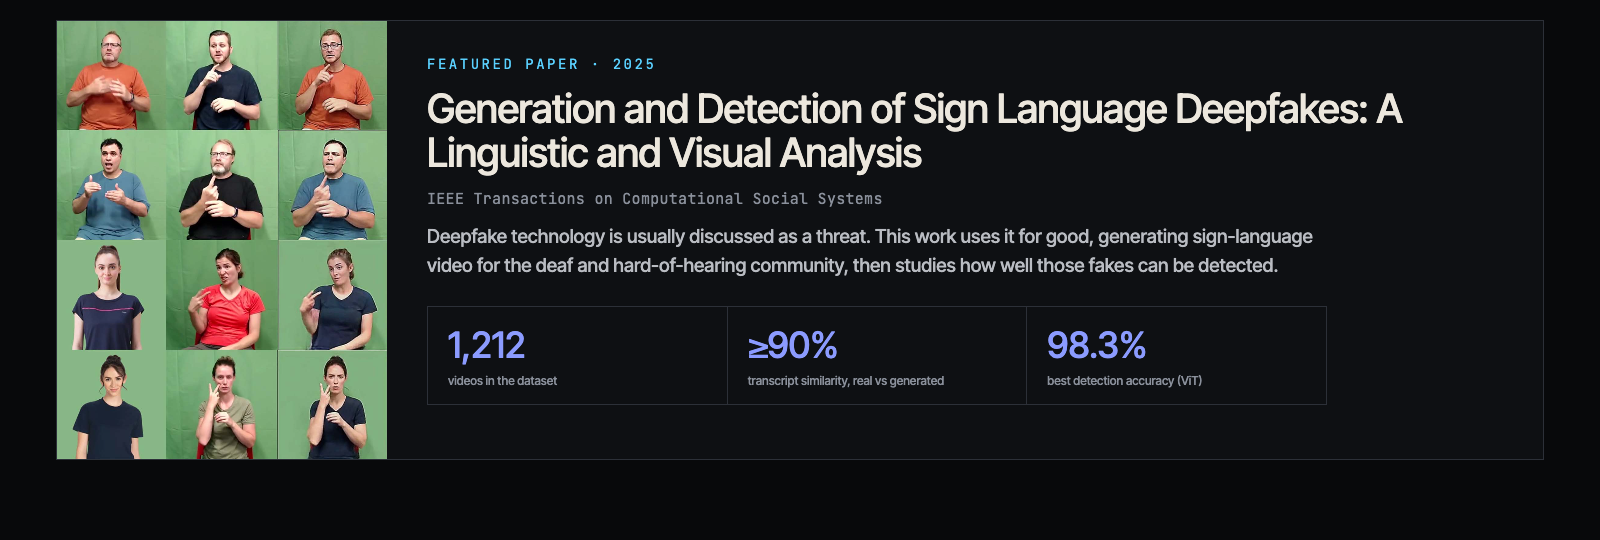 FEATURED PAPER · 2025
Generation and Detection of Sign Language Deepfakes: A
Linguistic and Visual Analysis
IEEE Transactions on Computational Social Systems
Deepfake technology is usually discussed as a threat. This work uses it for good, generating sign-language
video for the deaf and hard-of-hearing community, then studies how well those fakes can be detected.
1,212
videos in the dataset
≥90%
transcript similarity, real vs generated
98.3%
best detection accuracy (ViT)